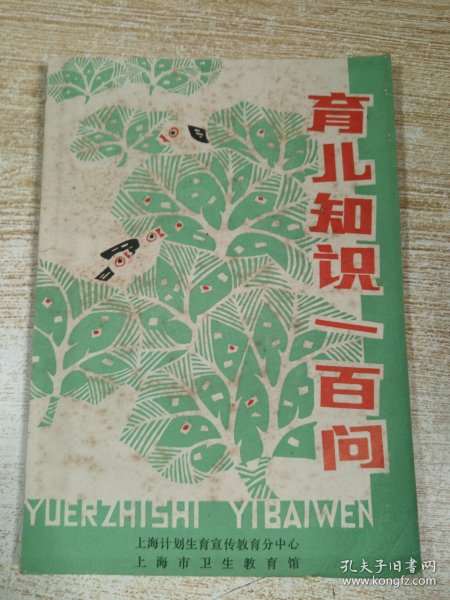 育儿知识一百问
YUERZHISHI YIBAIWEN
上海计划生育宣传教育分中心
上海市卫生教育馆
孔夫子旧书网
www.kongfz.com